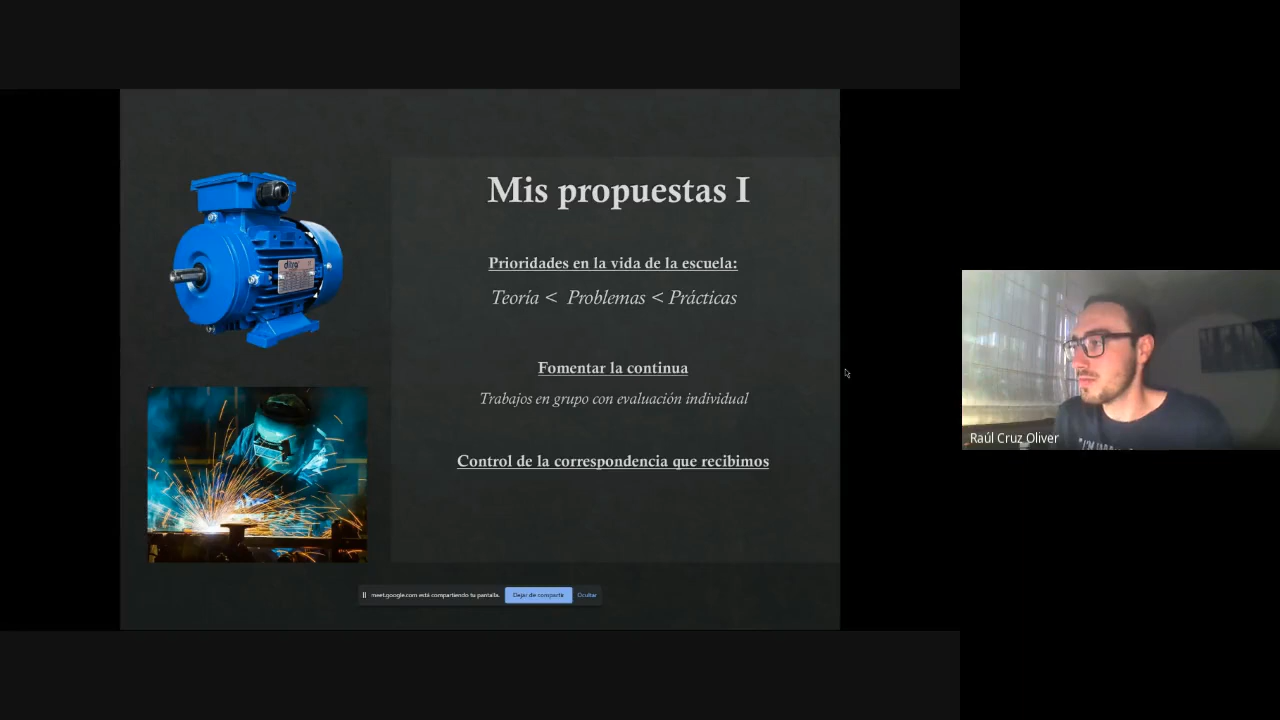 Mis propuestas I
Prioridades en la vida de la escuela:
Teoría < Problemas < Prácticas
Fomentar la continua
Trabajos en grupo con evaluación individual
Control de la correspondencia que recibimos
ditra
meet.google.com está compartiendo tu pantalla.
Dejar de compartir
Ocultar
Raúl Cruz Oliver
"I'M